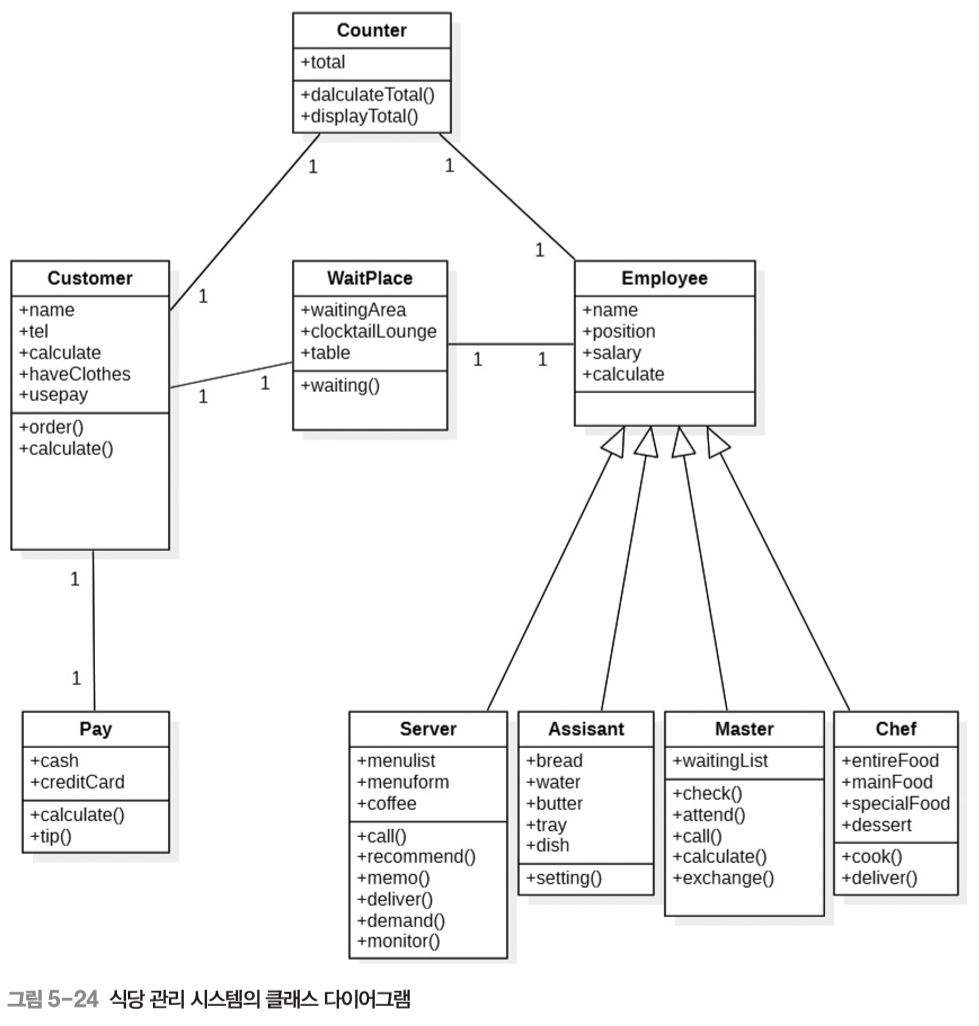 Counter
+total
+dalculateTotal()
+displayTotal()
1
1
1
1
Customer
+name
+tel
+calculate
+haveClothes
+usepay
+order()
+calculate()
WaitPlace
+waitingArea
+clocktailLounge
+table
+waiting()
Employee
+name
+position
+salary
+calculate
1
1
1
1
1
1
Pay
+cash
+creditCard
+calculate()
+tip()
Server
+menulist
+menuform
+coffee
+call()
+recommend()
+memo()
+deliver()
+demand()
+monitor()
Assisant
+bread
+water
+butter
+tray
+dish
+setting()
Master
+waitingList
+check()
+attend()
+call()
+calculate()
+exchange()
Chef
+entireFood
+mainFood
+specialFood
+dessert
+cook()
+deliver()
그림 5-24 식당 관리 시스템의 클래스 다이어그램